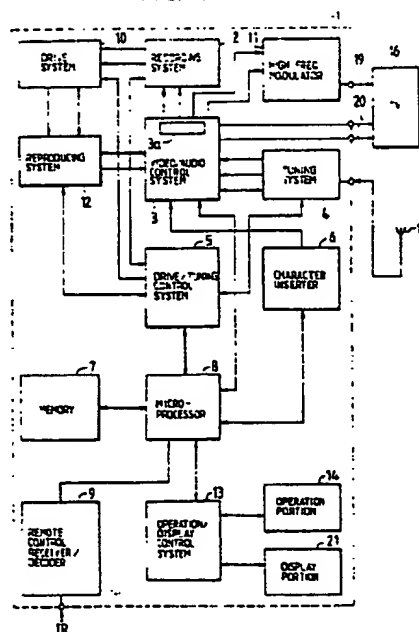 1
10
2
11
DRIVE SYSTEM
RECORDING SYSTEM
HIGH FREQ MODULATOR
19
16
20
3a
REPRODUCING SYSTEM
VIDEO/AUDIO CONTROL SYSTEM
TUNING SYSTEM
12
3
4
5
6
DRIVE/TUNING CONTROL SYSTEM
CHARACTER INSERTER
7
8
MEMORY
MICRO-PROCESSOR
9
13
14
REMOTE CONTROL RECEIVER/DECODER
OPERATION/DISPLAY CONTROL SYSTEM
OPERATION PORTION
21
DISPLAY PORTION